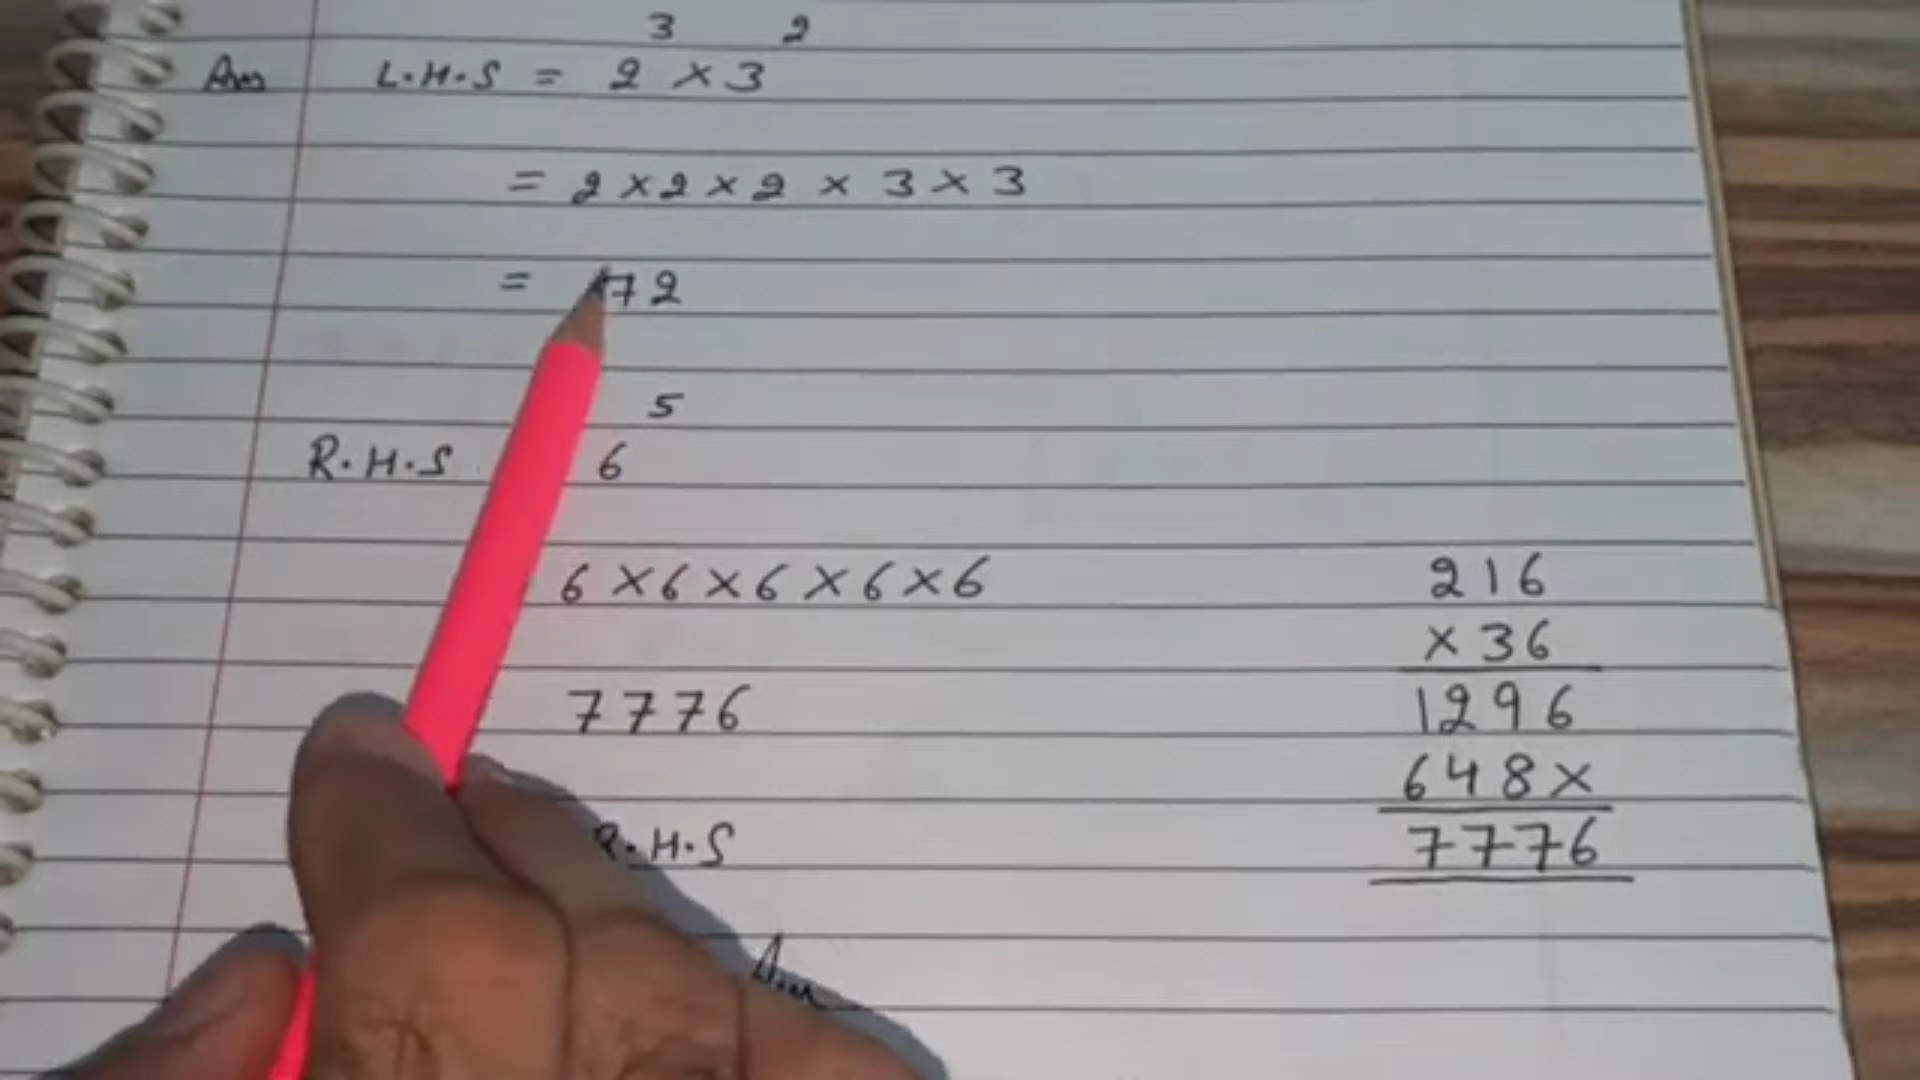 3 2
Ans L.H.S = 2 × 3
= 2 × 2 × 2 × 3 × 3
= 72
5
R.H.S 6
6 × 6 × 6 × 6 × 6
7776
R.H.S
Ans
216
× 36
1296
648×
7776